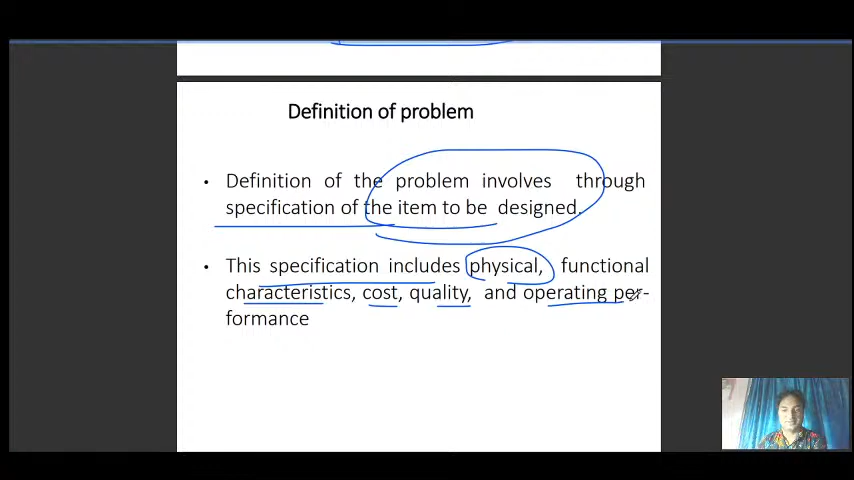 Definition of problem
• Definition of the problem involves through
specification of the item to be designed.
• This specification includes physical, functional
characteristics, cost, quality, and operating per-
formance